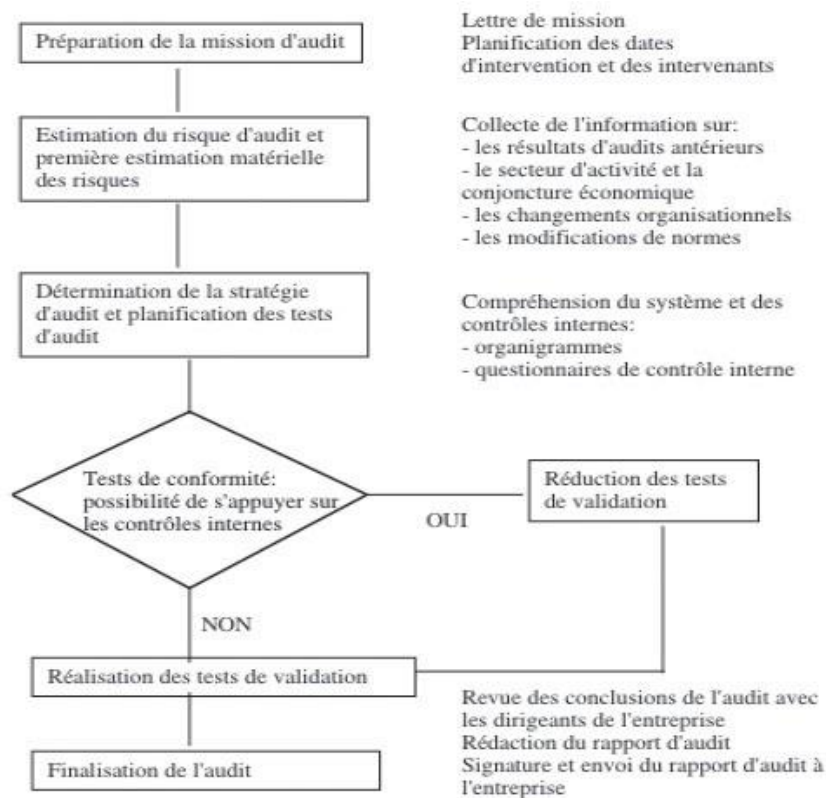 Préparation de la mission d'audit
Lettre de mission
Planification des dates
d'intervention et des intervenants
Estimation du risque d'audit et
première estimation matérielle
des risques
Collecte de l'information sur:
- les résultats d'audits antérieurs
- le secteur d'activité et la
conjoncture économique
- les changements organisationnels
- les modifications de normes
Détermination de la stratégie
d'audit et planification des tests
d'audit
Compréhension du système et des
contrôles internes:
- organigrammes
- questionnaires de contrôle interne
Tests de conformité:
possibilité de s'appuyer sur
les contrôles internes
OUI
Réduction des tests
de validation
NON
Réalisation des tests de validation
Revue des conclusions de l'audit avec
les dirigeants de l'entreprise
Rédaction du rapport d'audit
Signature et envoi du rapport d'audit à
l'entreprise
Finalisation de l'audit